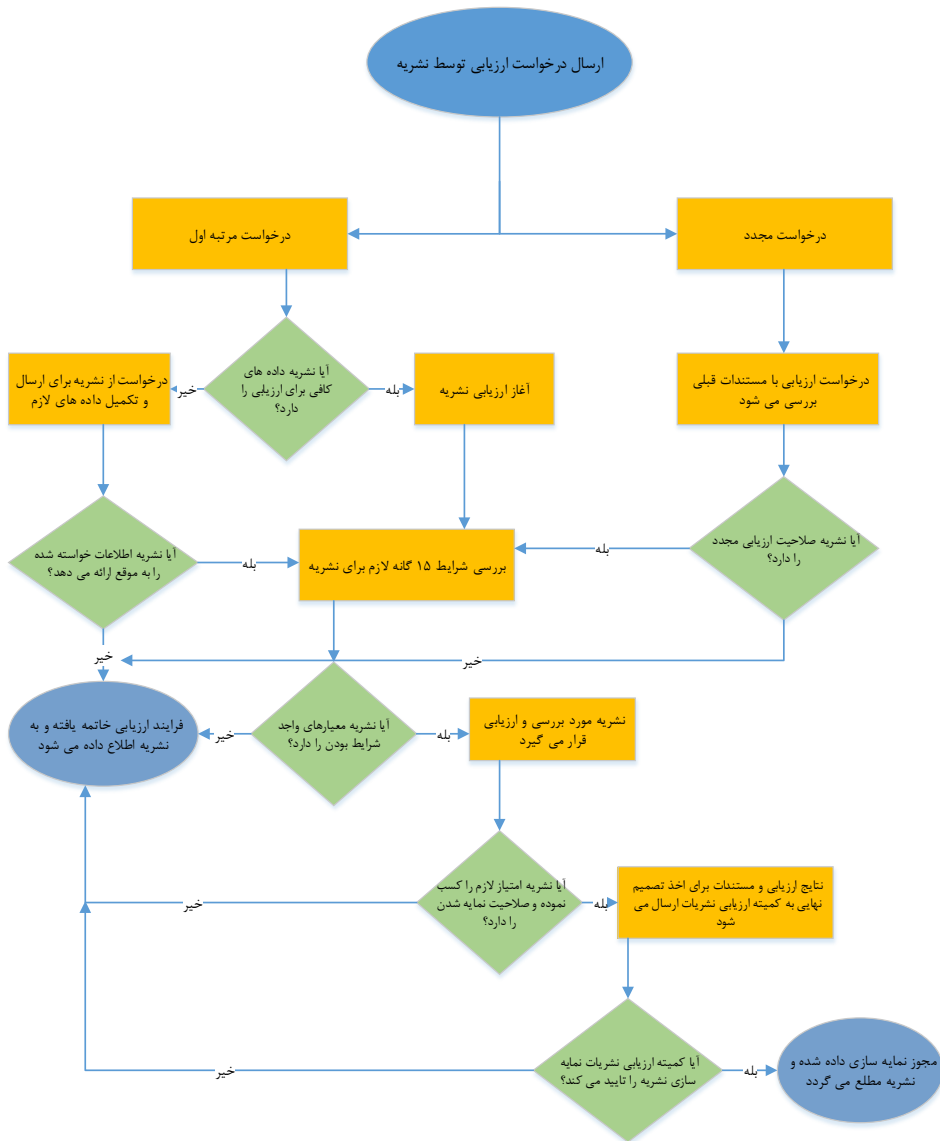 ارسال درخواست ارزیابی توسط نشریه
درخواست مجدد
درخواست مرتبه اول
درخواست ارزیابی با مستندات قبلی
بررسی می شود
آغاز ارزیابی نشریه
بله
آیا نشریه داده های
کافی برای ارزیابی را
دارد؟
خیر
درخواست از نشریه برای ارسال
و تکمیل داده های لازم
آیا نشریه صلاحیت ارزیابی مجدد
را دارد؟
بله
بررسی شرایط ۱۵ گانه لازم برای نشریه
بله
آیا نشریه اطلاعات خواسته شده
را به موقع ارائه می دهد؟
خیر
خیر
نشریه مورد بررسی و ارزیابی
قرار می گیرد
بله
آیا نشریه معیارهای واجد
شرایط بودن را دارد؟
خیر
فرایند ارزیابی خاتمه یافته و به
نشریه اطلاع داده می شود
نتایج ارزیابی و مستندات برای اخذ تصمیم
نهایی به کمیته ارزیابی نشریات ارسال می
شود
بله
آیا نشریه امتیاز لازم را کسب
نموده و صلاحیت نمایه شدن
را دارد؟
خیر
مجوز نمایه سازی داده شده و
نشریه مطلع می گردد
بله
آیا کمیته ارزیابی نشریات نمایه
سازی نشریه را تایید می کند؟
خیر